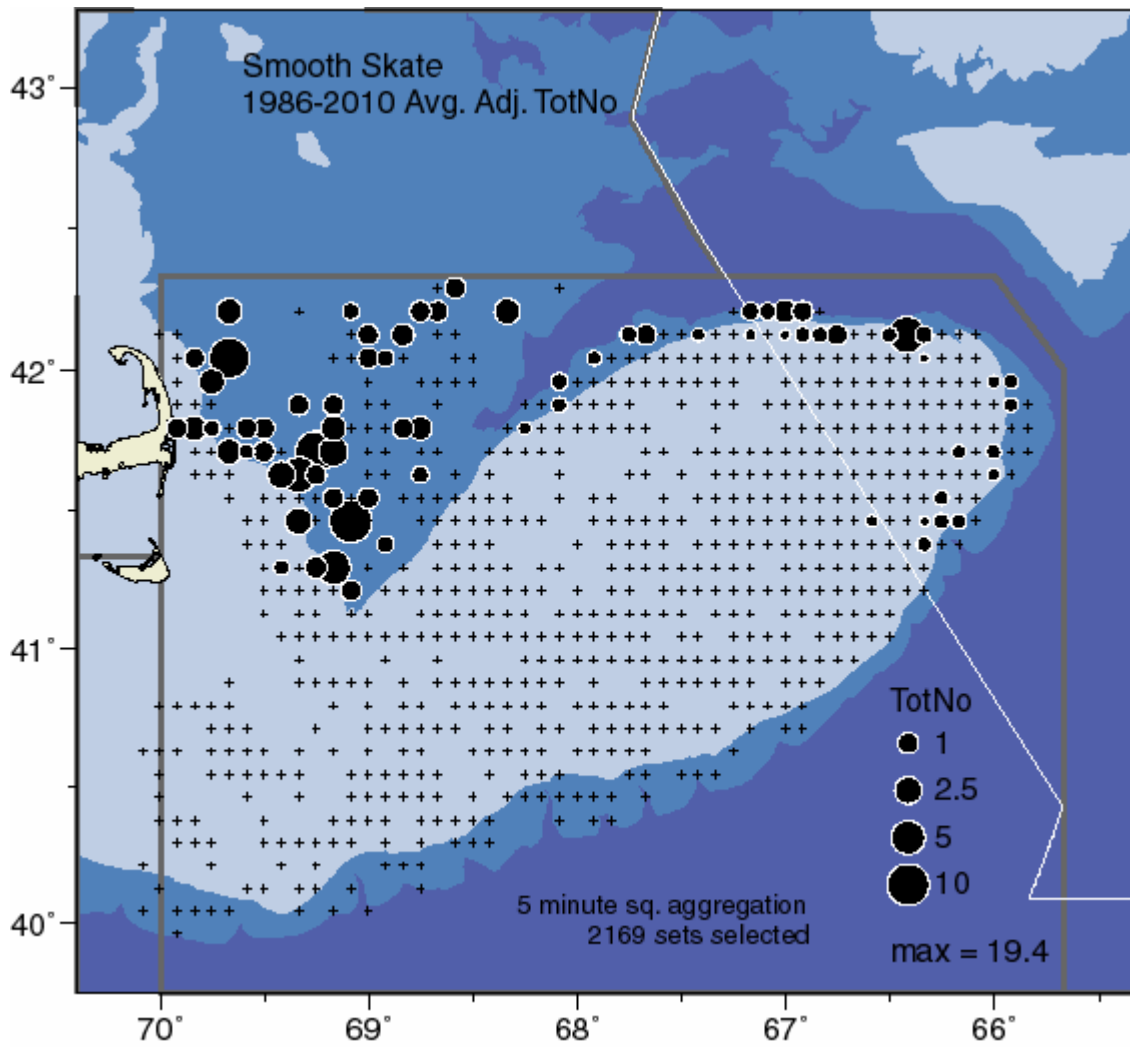 Smooth Skate
1986-2010 Avg. Adj. TotNo
43°
42°
41°
40°
TotNo
1
2.5
5
10
5 minute sq. aggregation
2169 sets selected
max = 19.4
70°
69°
68°
67°
66°